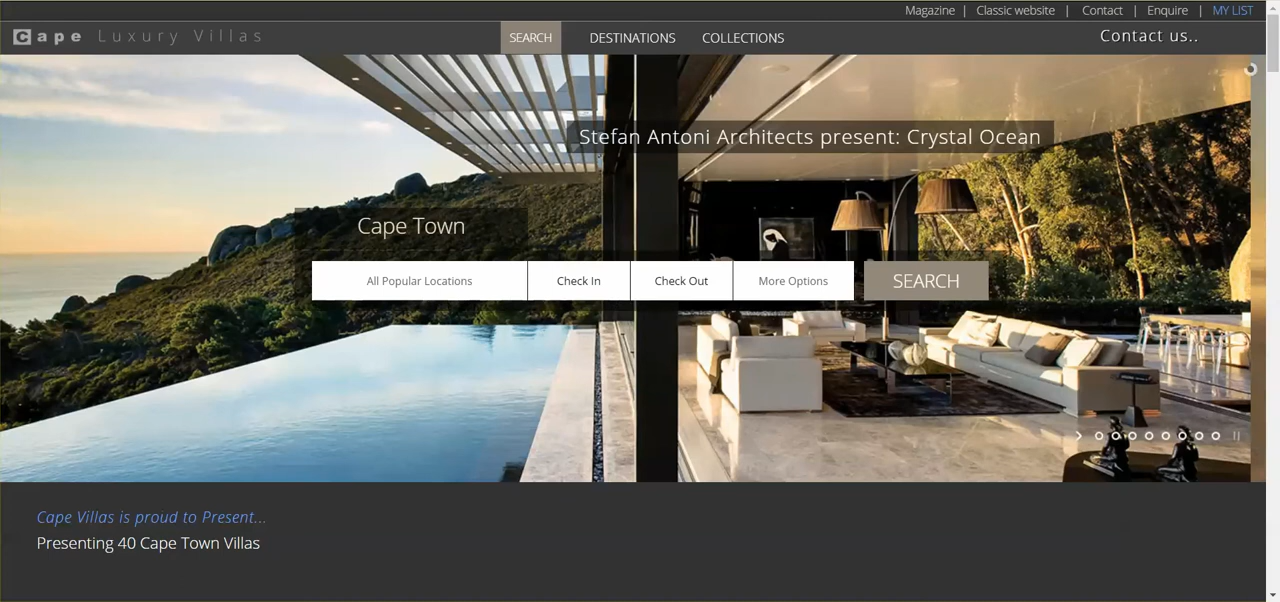 Magazine | Classic website | Contact | Enquire | MY LIST
Cape Luxury Villas
SEARCH DESTINATIONS COLLECTIONS
Contact us..
Stefan Antoni Architects present: Crystal Ocean
Cape Town
All Popular Locations Check In Check Out More Options SEARCH
Cape Villas is proud to Present...
Presenting 40 Cape Town Villas